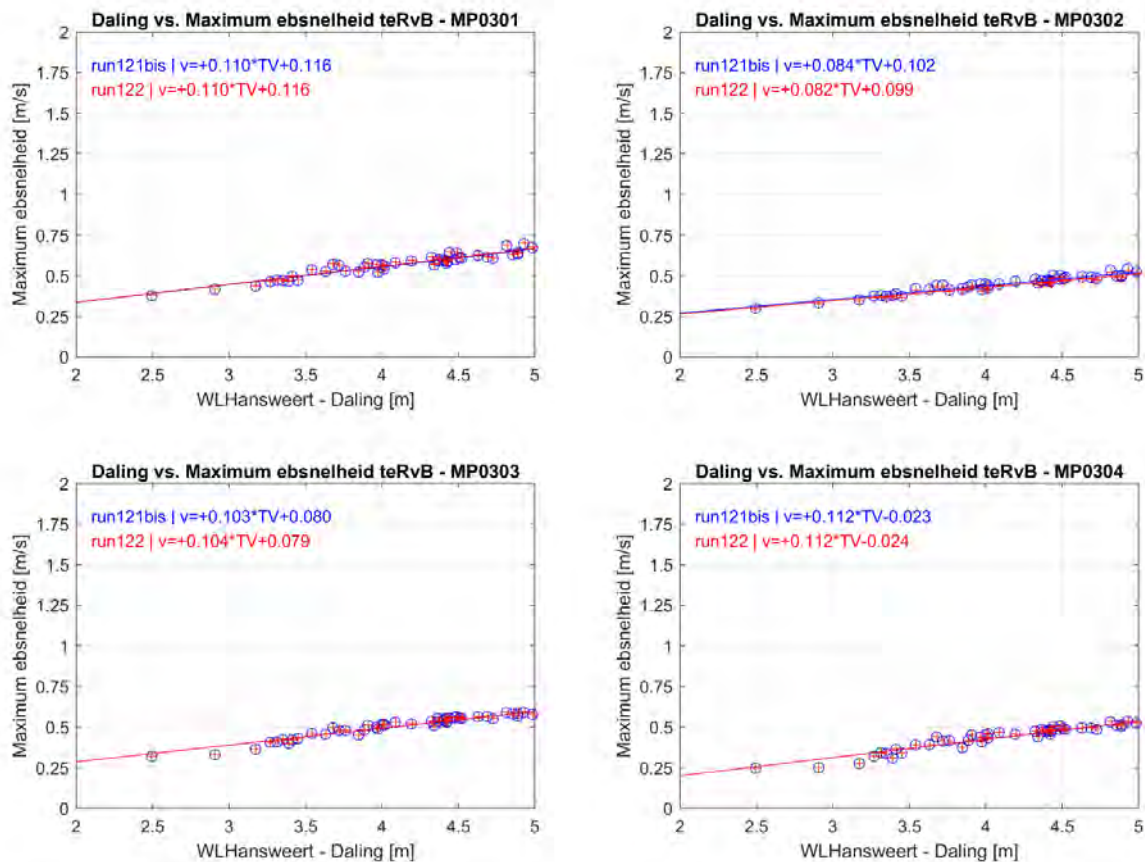 Daling vs. Maximum ebsnelheid teRvB - MP0301
2
1.75
1.5
1.25
1
0.75
0.5
0.25
0
Maximum ebsnelheid [m/s]
run121bis | v=+0.110*TV+0.116
run122 | v=+0.110*TV+0.116
2 2.5 3 3.5 4 4.5 5
WLHansweert - Daling [m]
Daling vs. Maximum ebsnelheid teRvB - MP0302
2
1.75
1.5
1.25
1
0.75
0.5
0.25
0
Maximum ebsnelheid [m/s]
run121bis | v=+0.084*TV+0.102
run122 | v=+0.082*TV+0.099
2 2.5 3 3.5 4 4.5 5
WLHansweert - Daling [m]
Daling vs. Maximum ebsnelheid teRvB - MP0303
2
1.75
1.5
1.25
1
0.75
0.5
0.25
0
Maximum ebsnelheid [m/s]
run121bis | v=+0.103*TV+0.080
run122 | v=+0.104*TV+0.079
2 2.5 3 3.5 4 4.5 5
WLHansweert - Daling [m]
Daling vs. Maximum ebsnelheid teRvB - MP0304
2
1.75
1.5
1.25
1
0.75
0.5
0.25
0
Maximum ebsnelheid [m/s]
run121bis | v=+0.112*TV-0.023
run122 | v=+0.112*TV-0.024
2 2.5 3 3.5 4 4.5 5
WLHansweert - Daling [m]